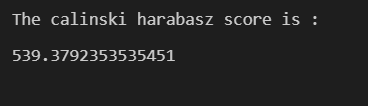 The calinski harabasz score is :
539.3792353535451